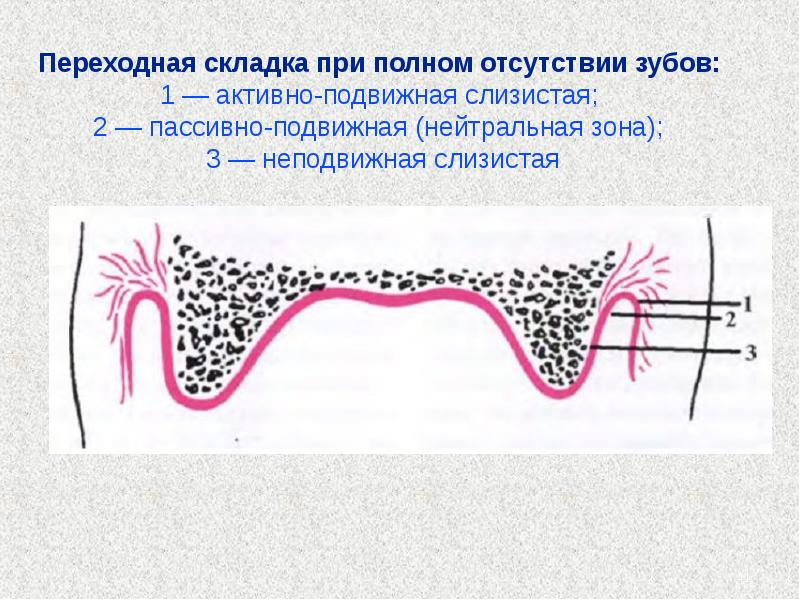 Переходная складка при полном отсутствии зубов:
1 — активно-подвижная слизистая;
2 — пассивно-подвижная (нейтральная зона);
3 — неподвижная слизистая
1
2
3